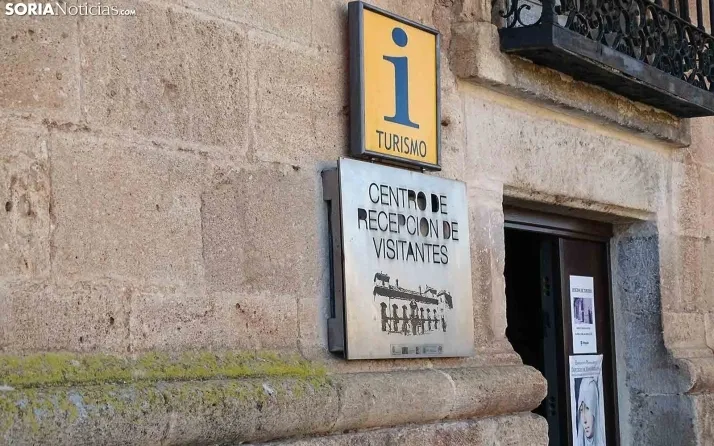 SORIANOTICIAS.COM
i
TURISMO
CENTRO DE
RECEPCION DE
VISITANTES